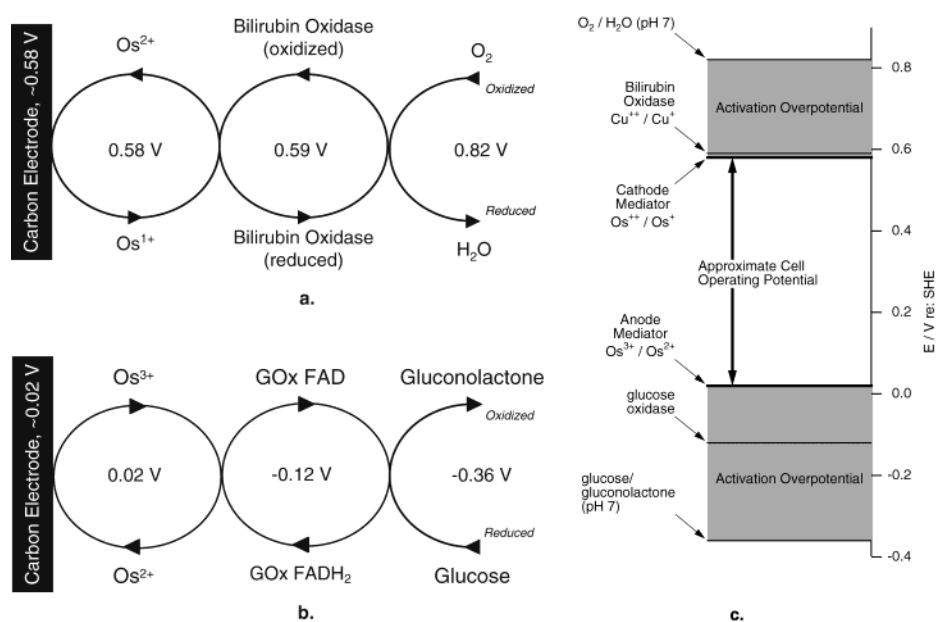 Carbon Electrode, ~0.58 V
Os²⁺
Bilirubin Oxidase
(oxidized)
O₂
Oxidized
0.58 V
0.59 V
0.82 V
Reduced
Os¹⁺
Bilirubin Oxidase
(reduced)
H₂O
a.
Carbon Electrode, ~0.02 V
Os³⁺
GOx FAD
Gluconolactone
Oxidized
0.02 V
-0.12 V
-0.36 V
Reduced
Os²⁺
GOx FADH₂
Glucose
b.
O₂ / H₂O (pH 7)
Bilirubin
Oxidase
Cu⁺⁺ / Cu⁺
Cathode
Mediator
Os⁺⁺ / Os⁺
Anode
Mediator
Os³⁺ / Os²⁺
glucose
oxidase
glucose/
gluconolactone
(pH 7)
Activation Overpotential
Approximate Cell
Operating Potential
Activation Overpotential
0.8
0.6
0.4
0.2
0.0
-0.2
-0.4
E / V re: SHE
c.